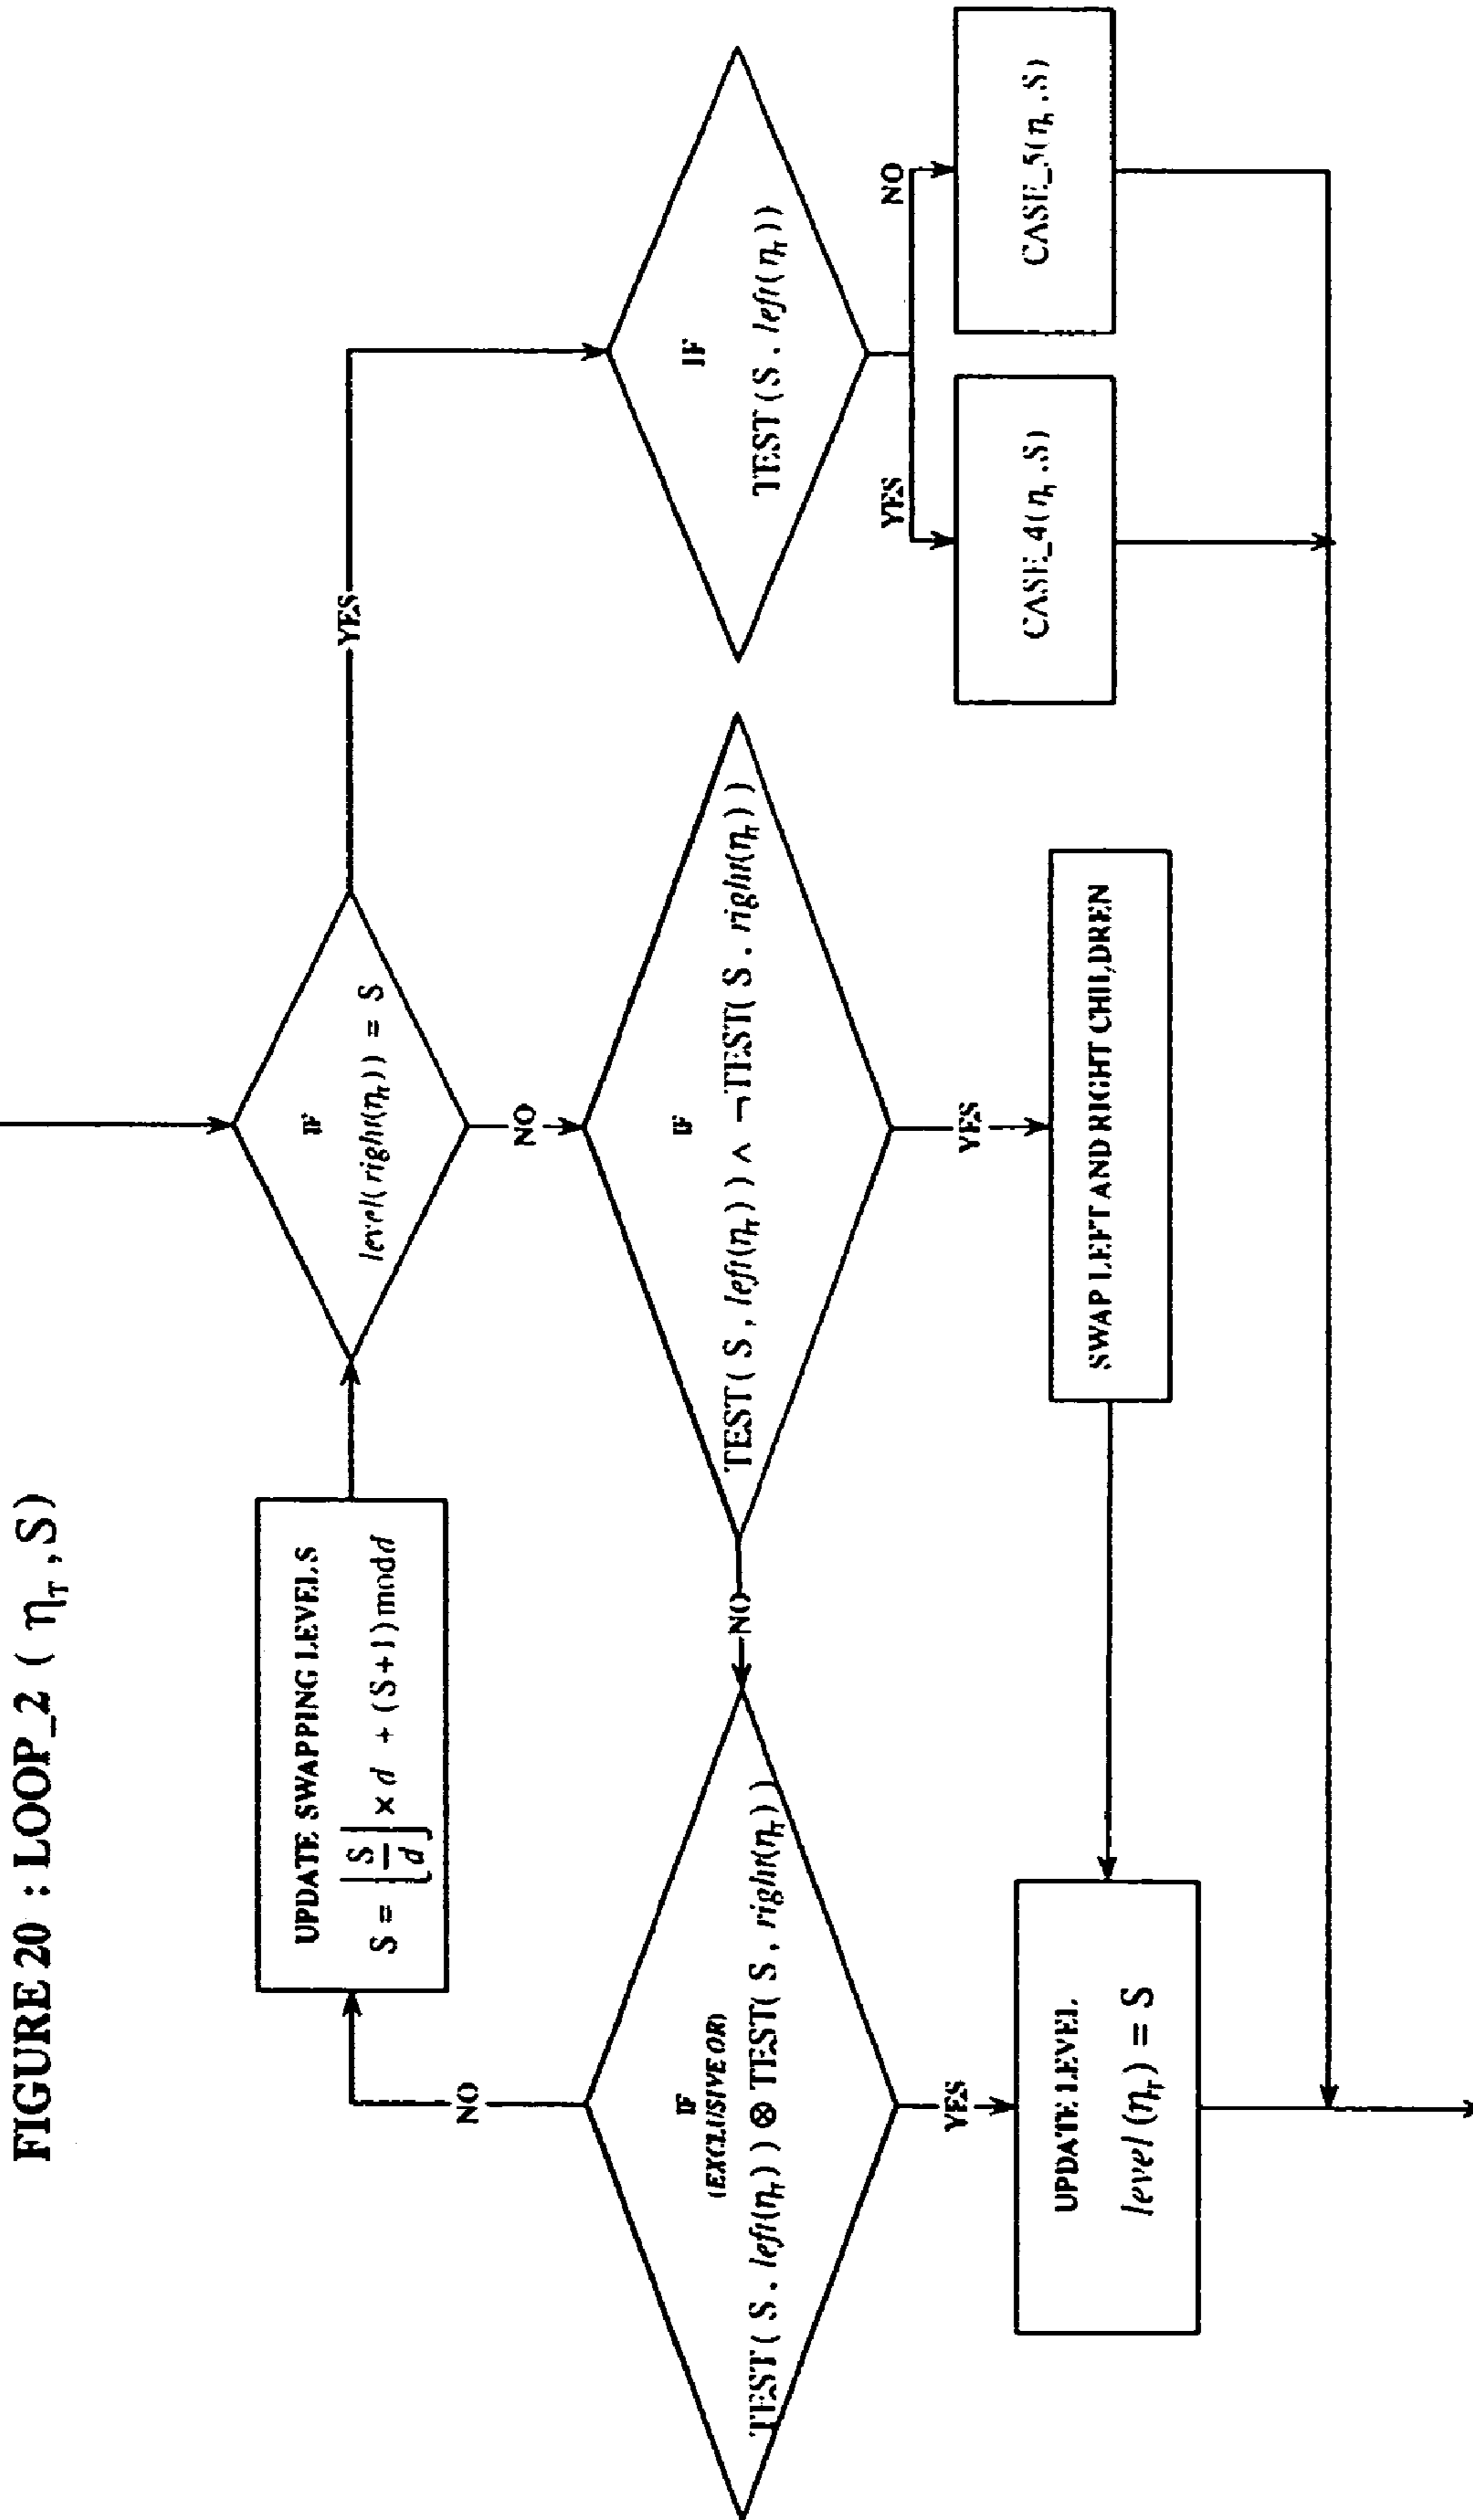 FIGURE 20 : LOOP_2 ( η_T , S)
UPDATE SWAPPING LEVELS
S = ⌊S/d⌋ × d + (S+1) mod d
IF
level(right(η_T)) = S
YES
NO
IF
(EXCLUSIVE OR)
TEST( S , left(η_T) ) ⊗ TEST( S , right(η_T) )
NO
NO
IF
TEST( S , left(η_T) ) ∧ ¬ TEST( S , right(η_T) )
IF
TEST (S , left(η_T))
YES
YES
YES
NO
UPDATE LEVEL
level (η_T) = S
SWAP LEFT AND RIGHT CHILDREN
CASE_4( η_T , S)
CASE_5( η_T , S)